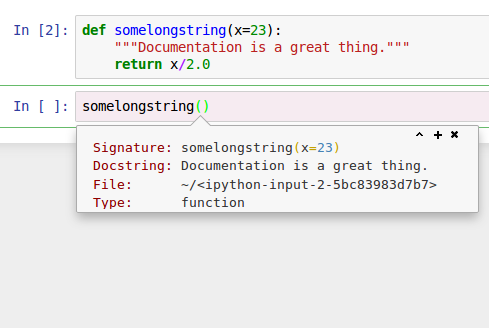 In [2]: def somelongstring(x=23):
"""Documentation is a great thing."""
return x/2.0
In [ ]: somelongstring()
Signature: somelongstring(x=23)
Docstring: Documentation is a great thing.
File: ~/<ipython-input-2-5bc83983d7b7>
Type: function